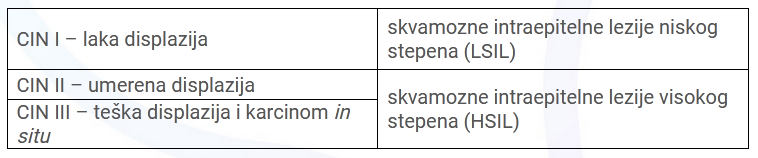 CIN I – laka displazija
skvamozne intraepitelne lezije niskog
stepena (LSIL)
CIN II – umerena displazija
CIN III – teška displazija i karcinom in
situ
skvamozne intraepitelne lezije visokog
stepena (HSIL)